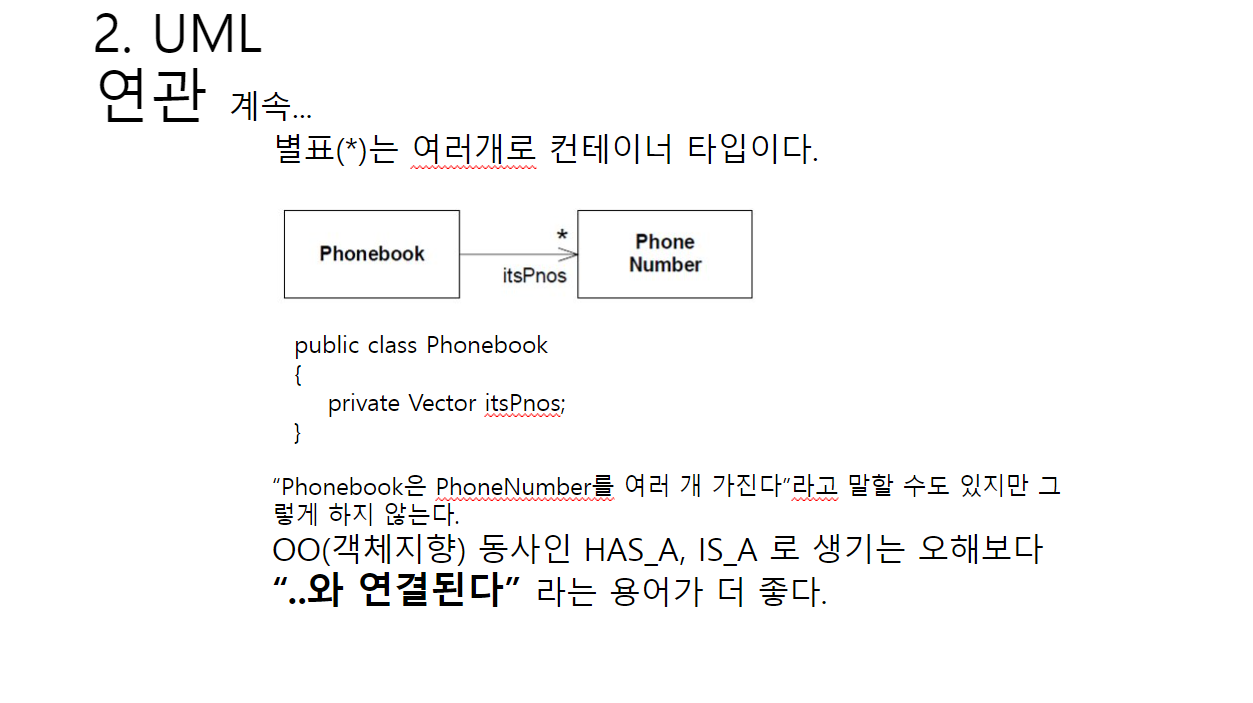 2. UML
연관 계속...
별표(*)는 여러개로 컨테이너 타입이다.
Phonebook
*
itsPnos
Phone
Number
public class Phonebook
{
private Vector itsPnos;
}
“Phonebook은 PhoneNumber를 여러 개 가진다”라고 말할 수도 있지만 그
렇게 하지 않는다.
OO(객체지향) 동사인 HAS_A, IS_A 로 생기는 오해보다
“..와 연결된다” 라는 용어가 더 좋다.